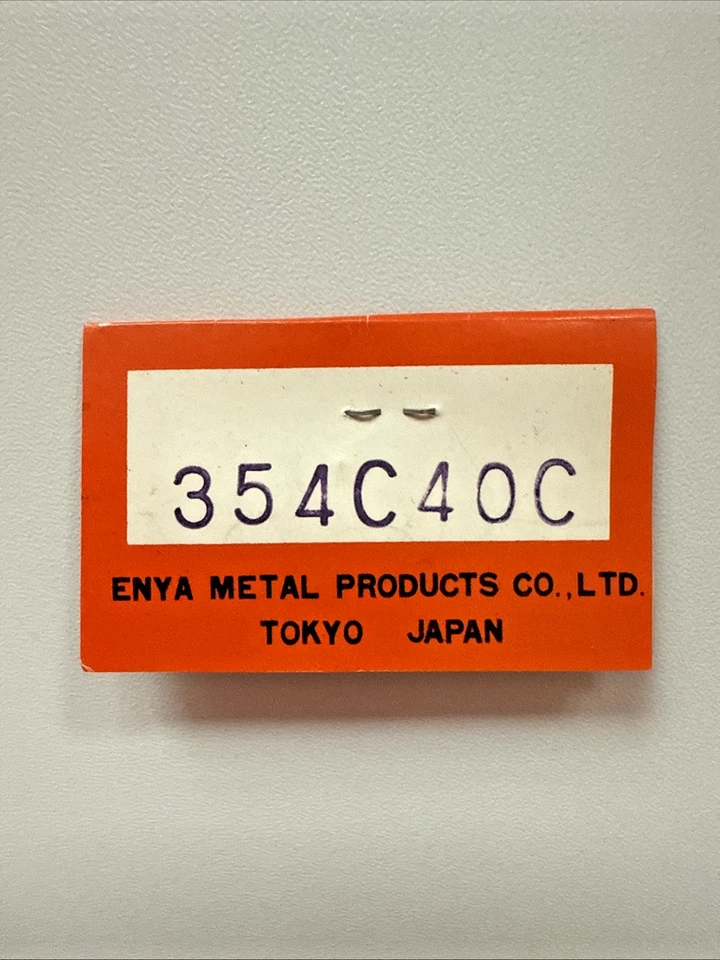 354C40C
ENYA METAL PRODUCTS CO.,LTD.
TOKYO JAPAN